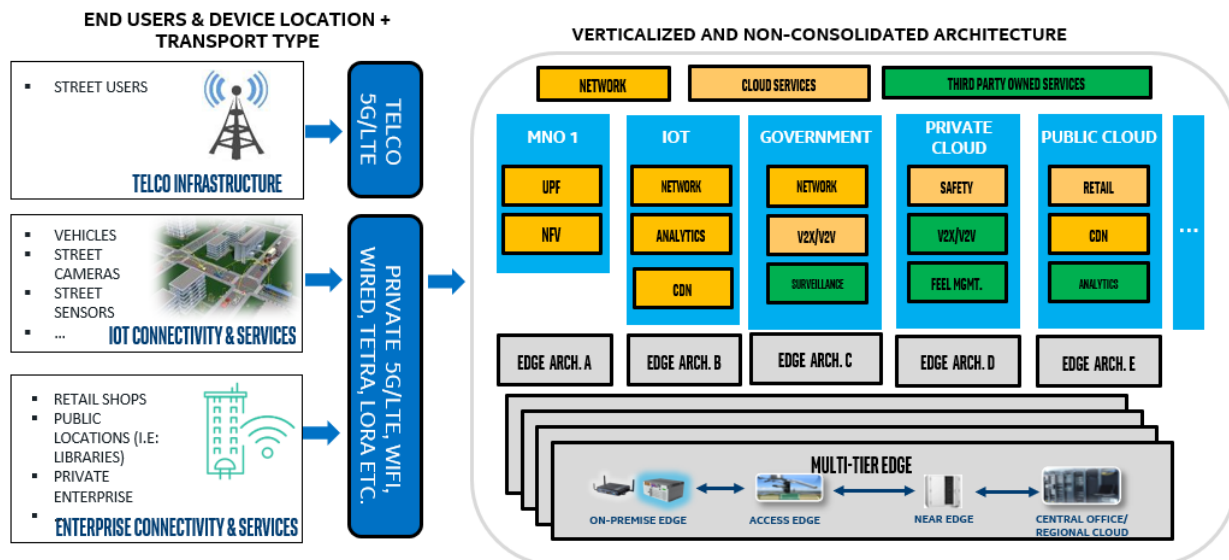 END USERS & DEVICE LOCATION +
TRANSPORT TYPE
▪ STREET USERS
TELCO INFRASTRUCTURE
▪ VEHICLES
▪ STREET
CAMERAS
▪ STREET
SENSORS
▪ ...
IOT CONNECTIVITY & SERVICES
▪ RETAIL SHOPS
▪ PUBLIC
LOCATIONS (I.E:
LIBRARIES)
▪ PRIVATE
ENTERPRISE
▪ ...
ENTERPRISE CONNECTIVITY & SERVICES
TELCO
5G/LTE
PRIVATE 5G/LTE, WIFI,
WIRED, TETRA, LORA ETC.
VERTICALIZED AND NON-CONSOLIDATED ARCHITECTURE
NETWORK
CLOUD SERVICES
THIRD PARTY OWNED SERVICES
MNO 1
UPF
NFV
IOT
NETWORK
ANALYTICS
CDN
GOVERNMENT
NETWORK
V2X/V2V
SURVEILLANCE
PRIVATE
CLOUD
SAFETY
V2X/V2V
FEEL MGMT.
PUBLIC CLOUD
RETAIL
CDN
ANALYTICS
...
EDGE ARCH. A
EDGE ARCH. B
EDGE ARCH. C
EDGE ARCH. D
EDGE ARCH. E
MULTI-TIER EDGE
ON-PREMISE EDGE
ACCESS EDGE
NEAR EDGE
CENTRAL OFFICE/
REGIONAL CLOUD